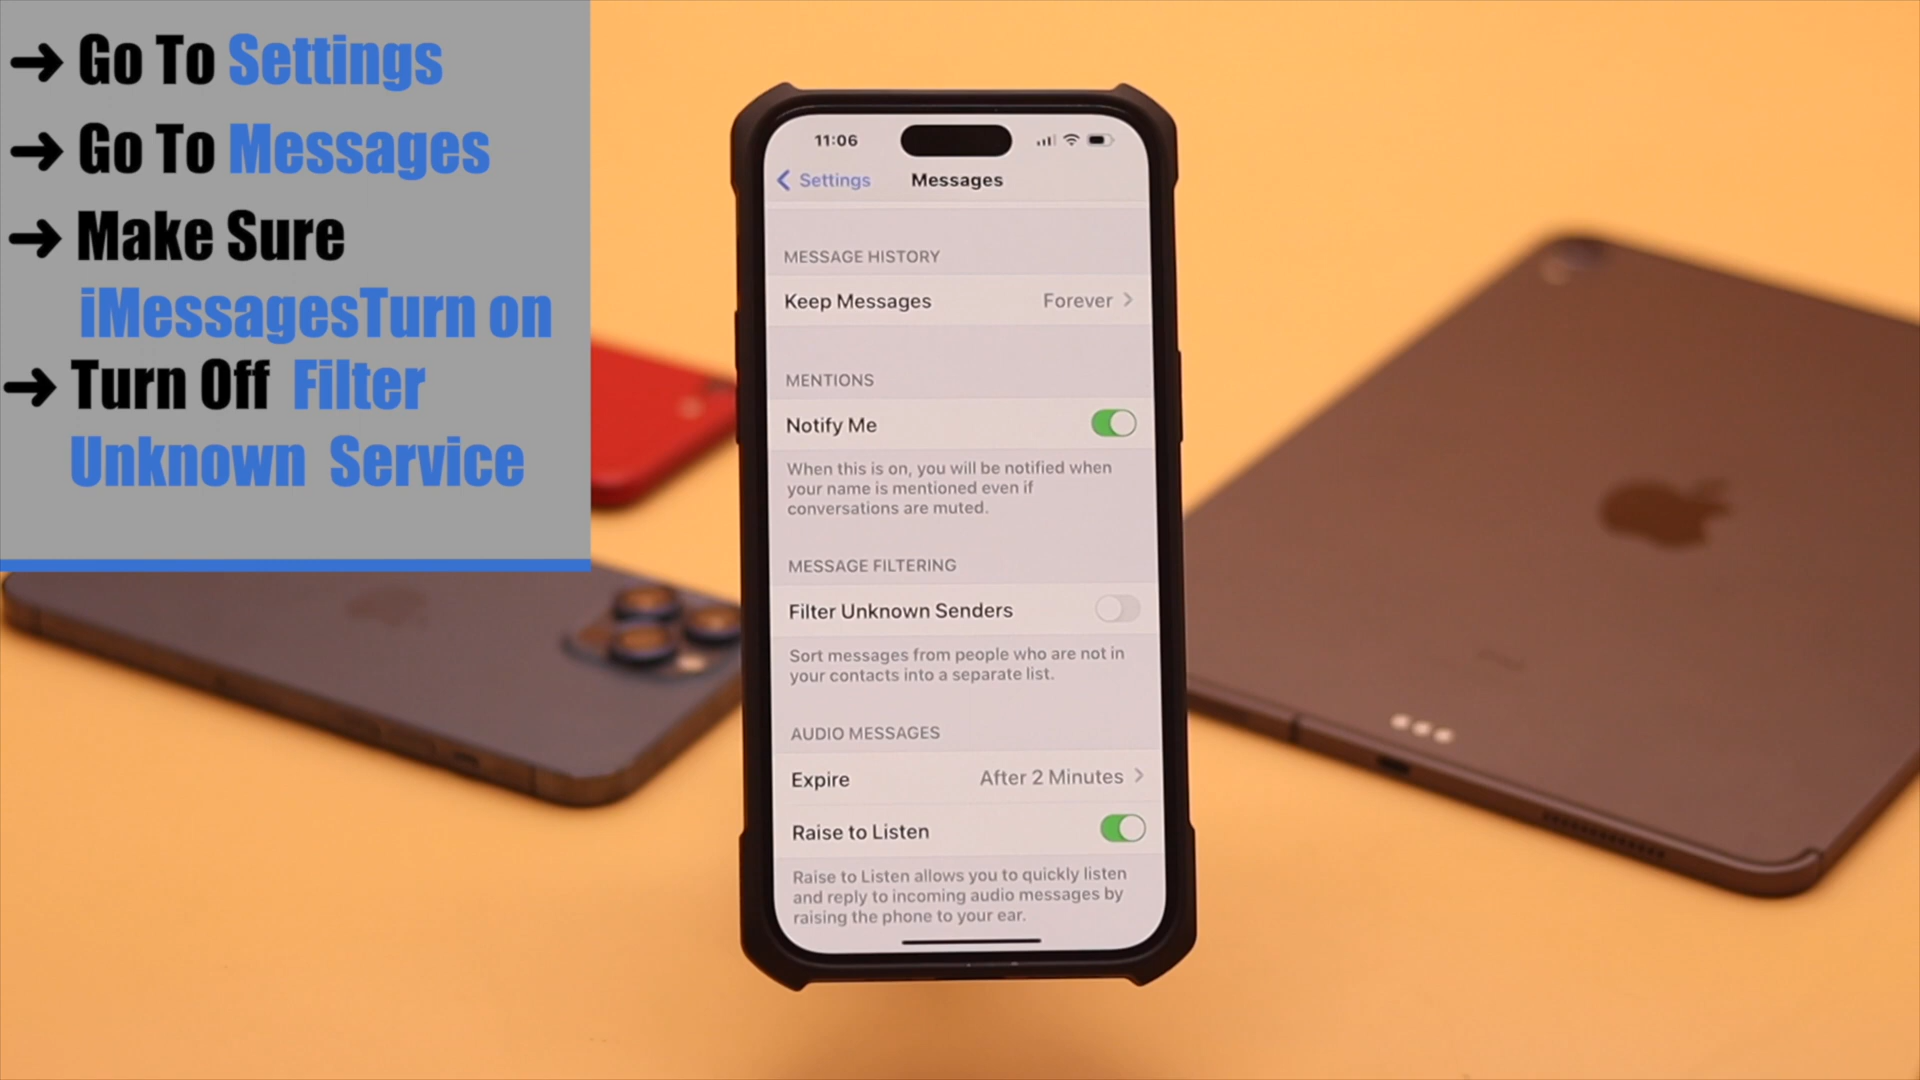 ➔ Go To Settings
➔ Go To Messages
➔ Make Sure
iMessagesTurn on
➔ Turn Off Filter
Unknown Service
11:06
Settings
Messages
MESSAGE HISTORY
Keep Messages Forever
MENTIONS
Notify Me
When this is on, you will be notified when
your name is mentioned even if
conversations are muted.
MESSAGE FILTERING
Filter Unknown Senders
Sort messages from people who are not in
your contacts into a separate list.
AUDIO MESSAGES
Expire After 2 Minutes
Raise to Listen
Raise to Listen allows you to quickly listen
and reply to incoming audio messages by
raising the phone to your ear.